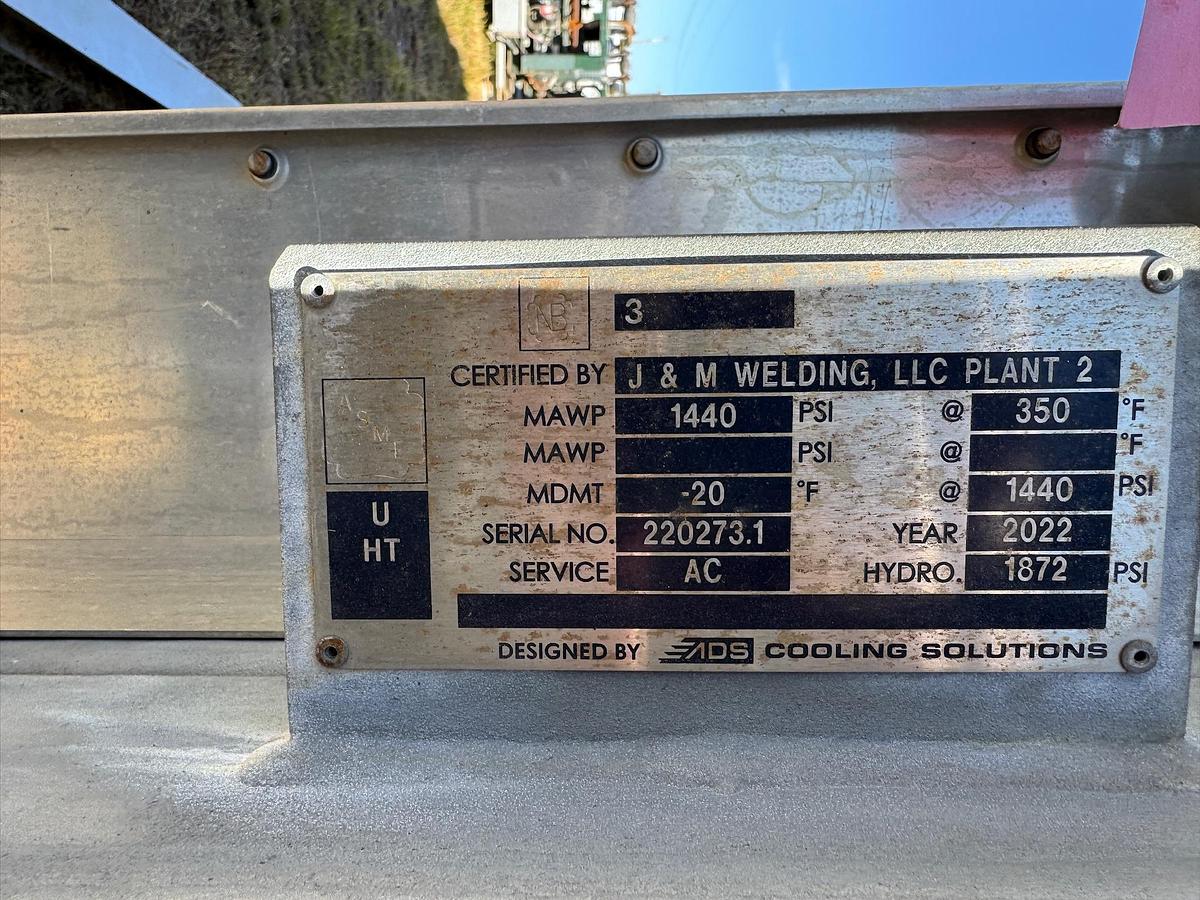 NB 3
CERTIFIED BY J & M WELDING, LLC PLANT 2
ASME
MAWP 1440 PSI @ 350 °F
MAWP PSI @ °F
MDMT -20 °F @ 1440 PSI
U
HT
SERIAL NO. 220273.1 YEAR 2022
SERVICE AC HYDRO. 1872 PSI
DESIGNED BY ADS COOLING SOLUTIONS